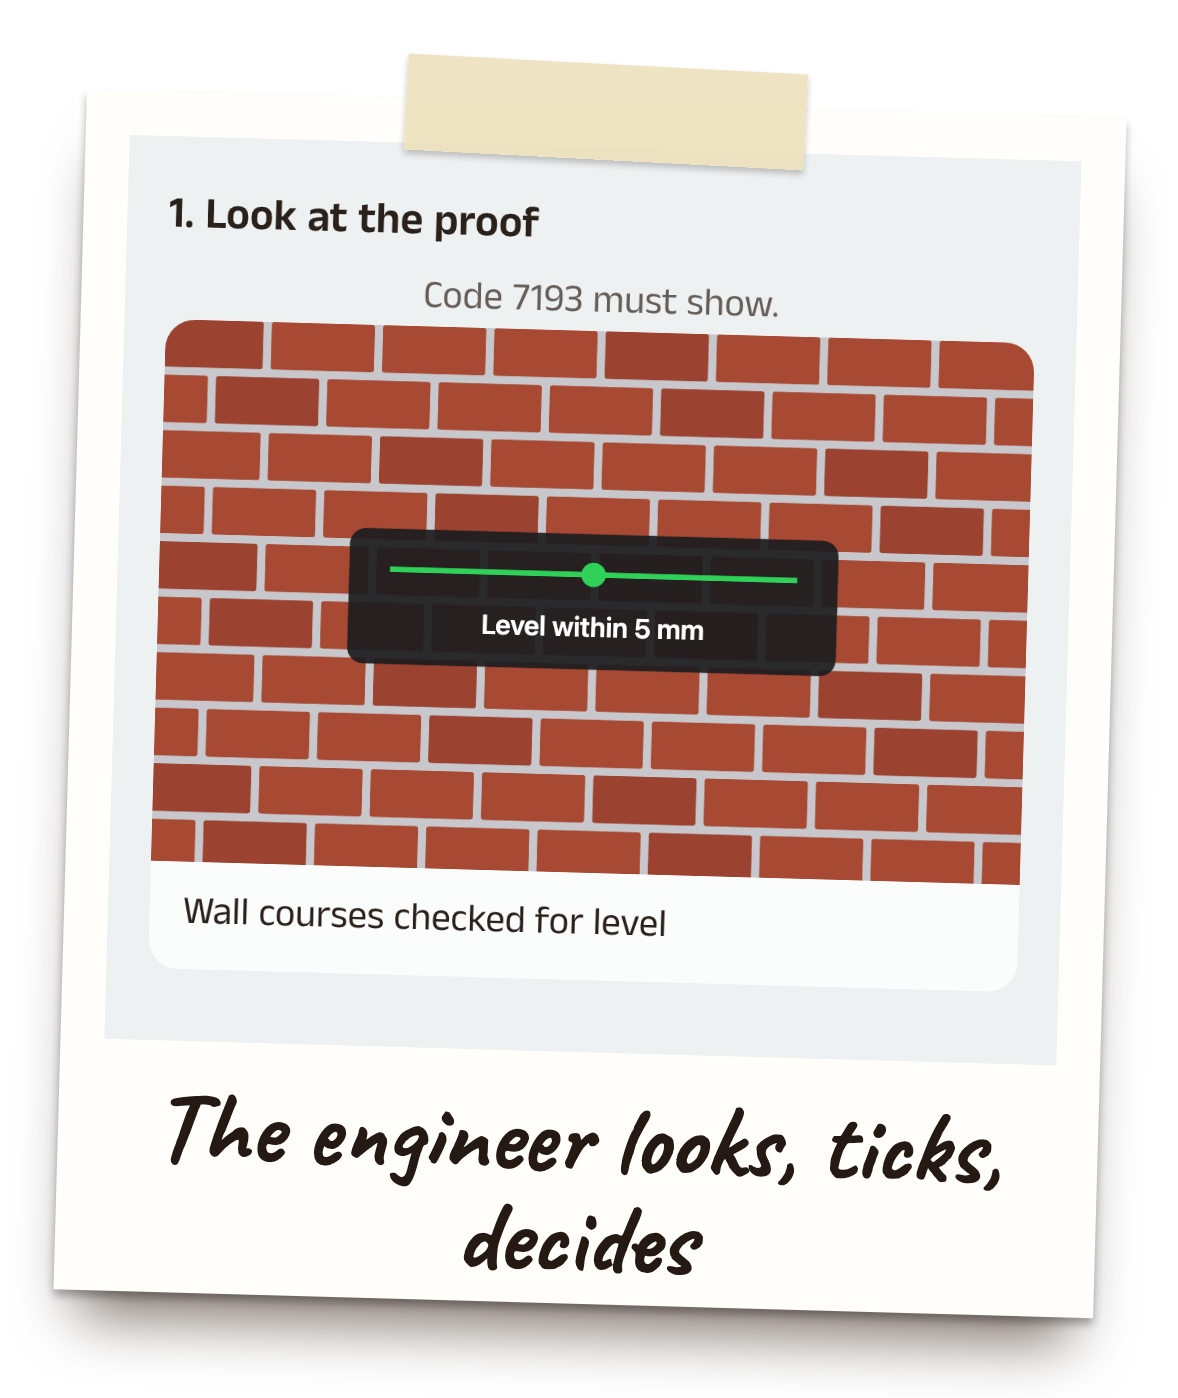 1. Look at the proof
Code 7193 must show.
Level within 5 mm
Wall courses checked for level
The engineer looks, ticks,
decides